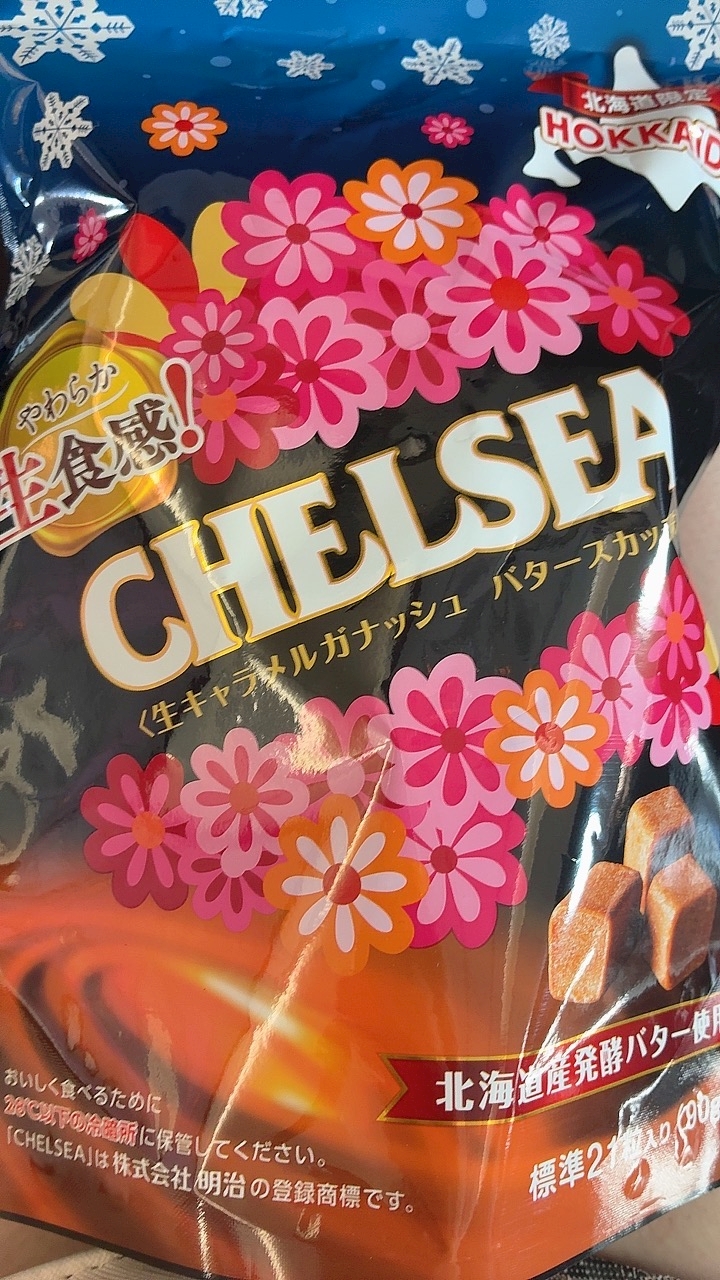 北海道限定
HOKKAID
やわらか
生食感!
CHELSEA
〈生キャラメルガナッシュ バタースカッチ
おいしく食べるために
28℃以下の冷暗所に保管してください。
「CHELSEA」は株式会社 明治の登録商標です。
北海道産発酵バター使用
標準21粒入り